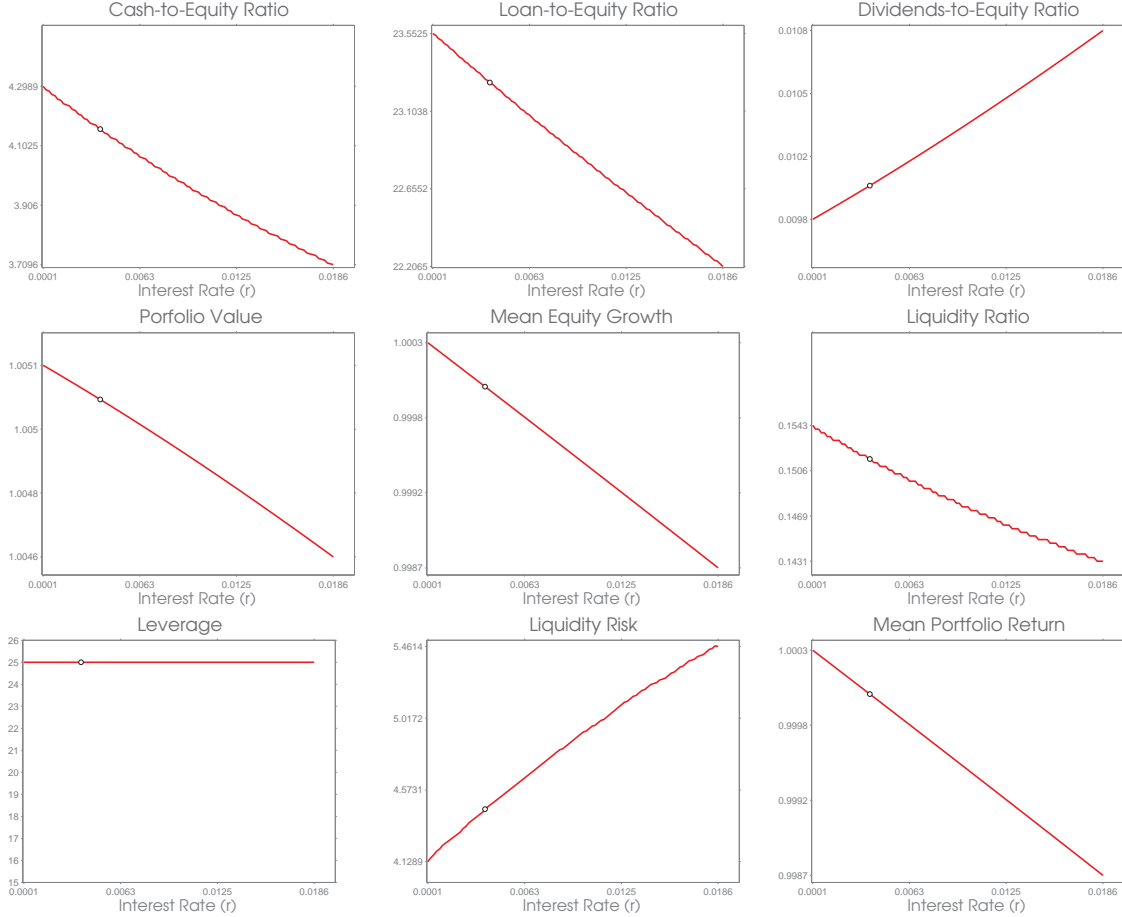 Cash-to-Equity Ratio
4.2989
4.1025
3.906
3.7096
0.0001 0.0063 0.0125 0.0186
Interest Rate (r)
Loan-to-Equity Ratio
23.5525
23.1038
22.6552
22.2065
0.0001 0.0063 0.0125 0.0186
Interest Rate (r)
Dividends-to-Equity Ratio
0.0108
0.0105
0.0102
0.0098
0.0001 0.0063 0.0125 0.0186
Interest Rate (r)
Porfolio Value
1.0051
1.005
1.0048
1.0046
0.0001 0.0063 0.0125 0.0186
Interest Rate (r)
Mean Equity Growth
1.0003
0.9998
0.9992
0.9987
0.0001 0.0063 0.0125 0.0186
Interest Rate (r)
Liquidity Ratio
0.1543
0.1506
0.1469
0.1431
0.0001 0.0063 0.0125 0.0186
Interest Rate (r)
Leverage
26
25
24
23
22
21
20
19
18
17
16
15
0.0001 0.0063 0.0125 0.0186
Interest Rate (r)
Liquidity Risk
5.4614
5.0172
4.5731
4.1289
0.0001 0.0063 0.0125 0.0186
Interest Rate (r)
Mean Portfolio Return
1.0003
0.9998
0.9992
0.9987
0.0001 0.0063 0.0125 0.0186
Interest Rate (r)